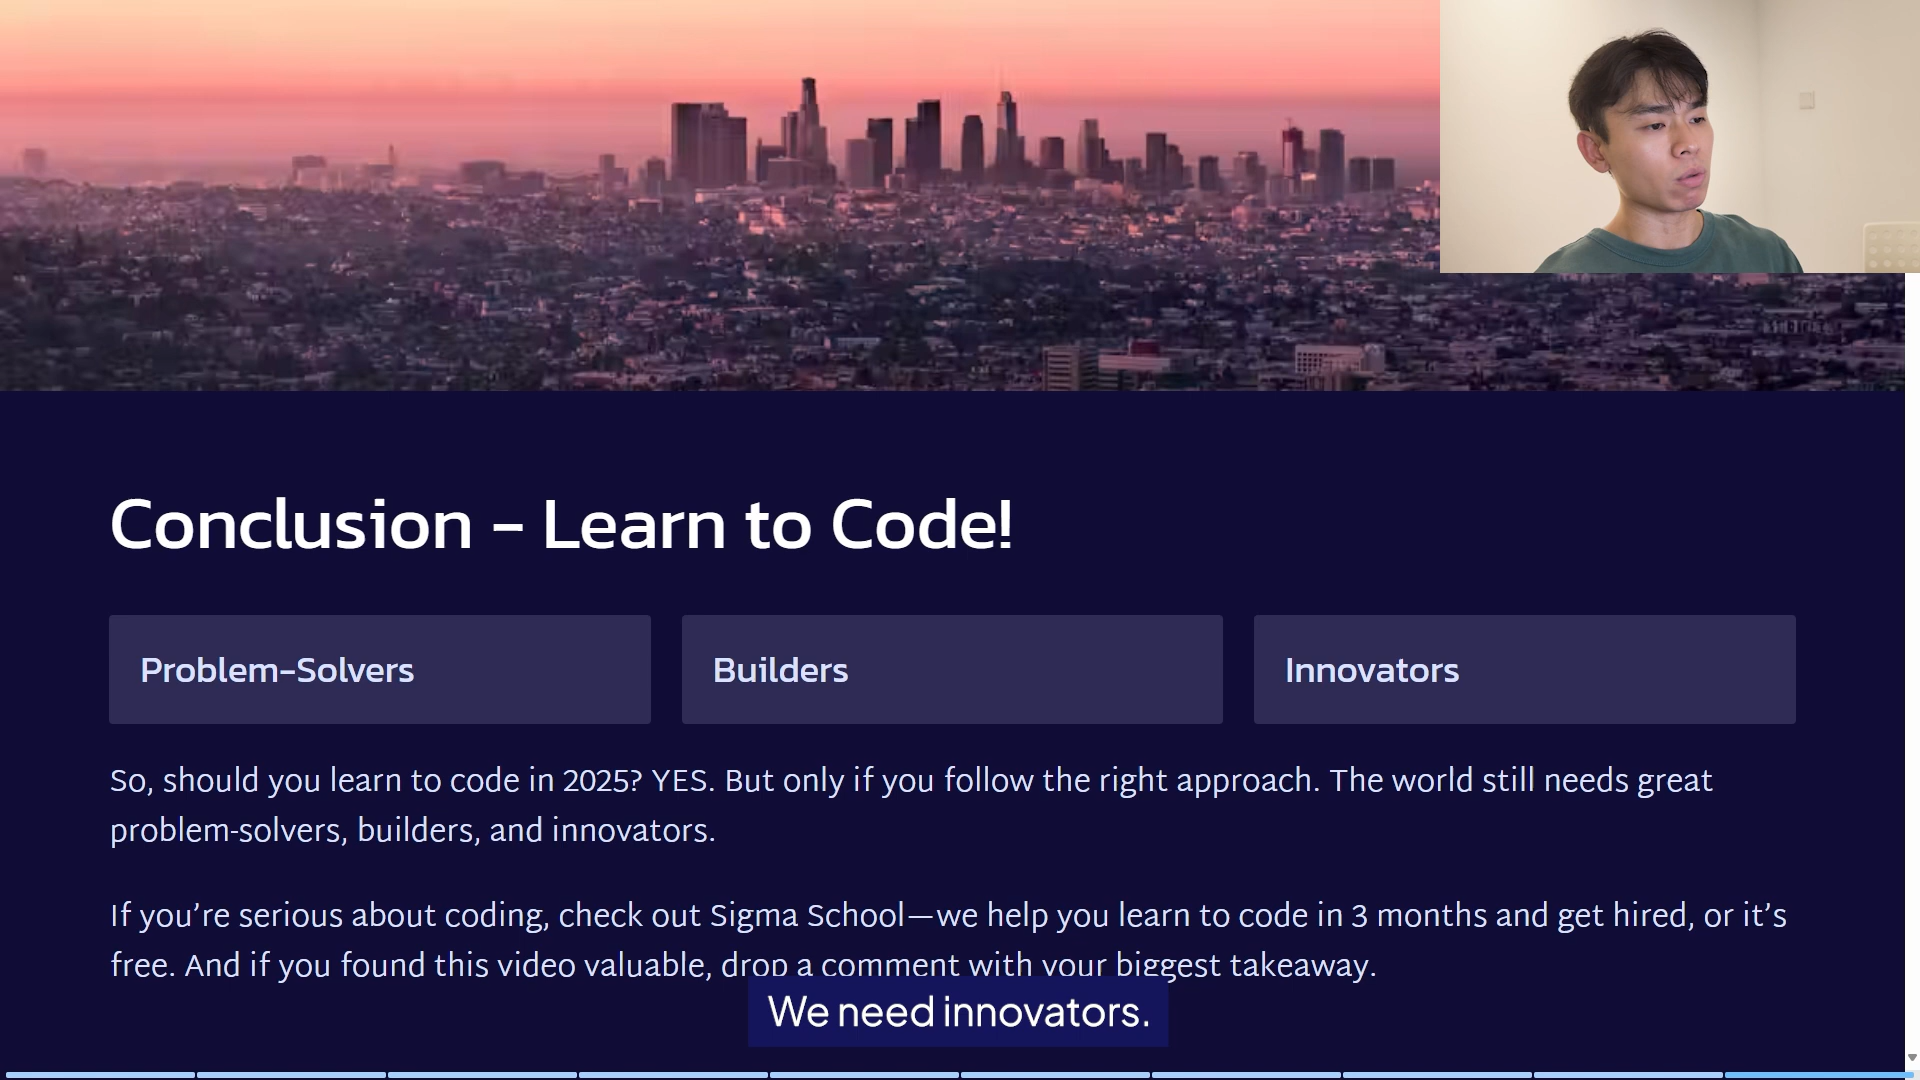 Conclusion – Learn to Code!
Problem-Solvers
Builders
Innovators
So, should you learn to code in 2025? YES. But only if you follow the right approach. The world still needs great
problem-solvers, builders, and innovators.
If you’re serious about coding, check out Sigma School—we help you learn to code in 3 months and get hired, or it’s
free. And if you found this video valuable, drop a comment with your biggest takeaway.
We need innovators.